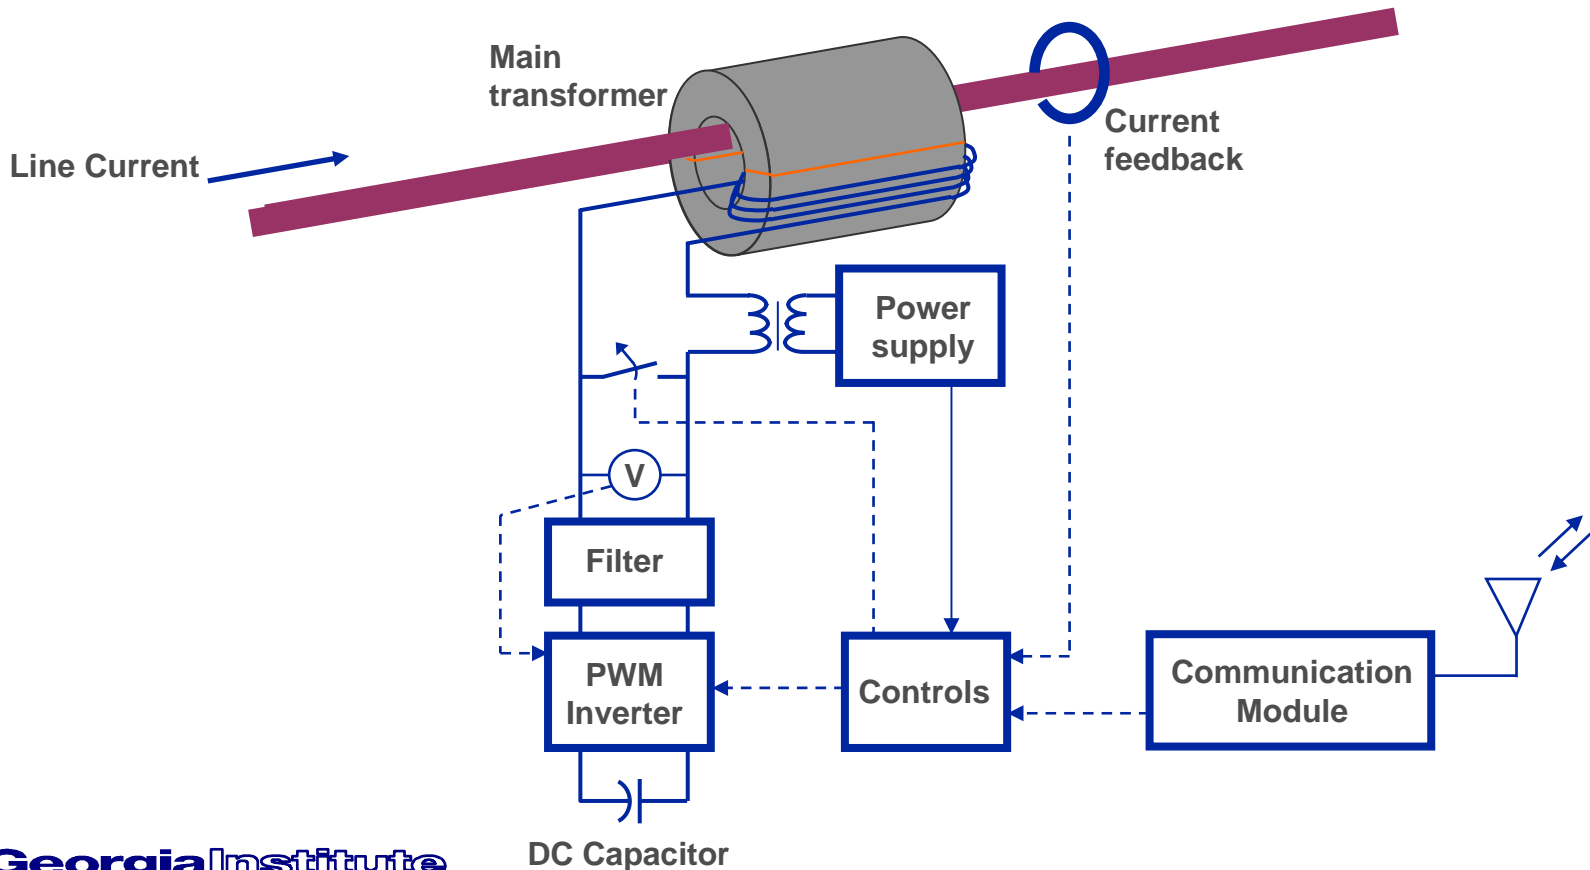 Main
transformer
Line Current
Current
feedback
Power
supply
V
Filter
PWM
Inverter
Controls
Communication
Module
DC Capacitor
Georgia Institute